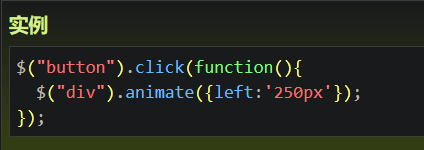 实例
$("button").click(function(){
  $("div").animate({left:'250px'});
});